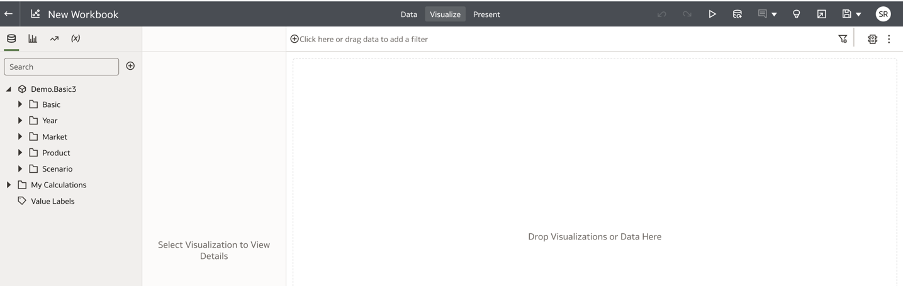 New Workbook
Data Visualize Present
SR
(x)
Click here or drag data to add a filter
Search
Demo.Basic3
Basic
Year
Market
Product
Scenario
My Calculations
Value Labels
Select Visualization to View
Details
Drop Visualizations or Data Here